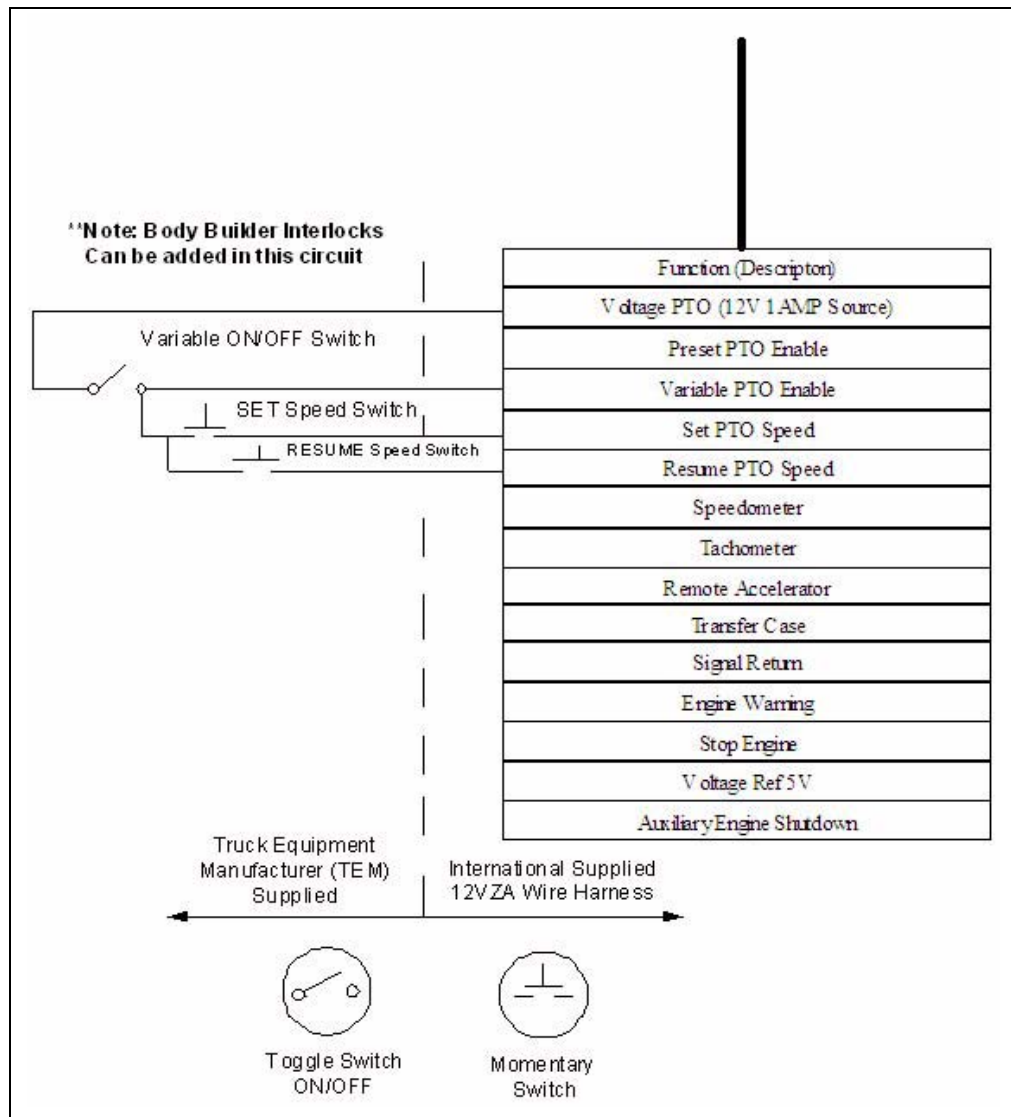 **Note: Body Builder Interlocks
Can be added in this circuit
Variable ON/OFF Switch
SET Speed Switch
RESUME Speed Switch
Function (Descripton)
Voltage PTO (12V 1 AMP Source)
Preset PTO Enable
Variable PTO Enable
Set PTO Speed
Resume PTO Speed
Speedometer
Tachometer
Remote Accelerator
Transfer Case
Signal Return
Engine Warning
Stop Engine
Voltage Ref 5V
Auxiliary Engine Shutdown
Truck Equipment
Manufacturer (TEM)
Supplied
International Supplied
12VZA Wire Harness
Toggle Switch
ON/OFF
Momentary
Switch